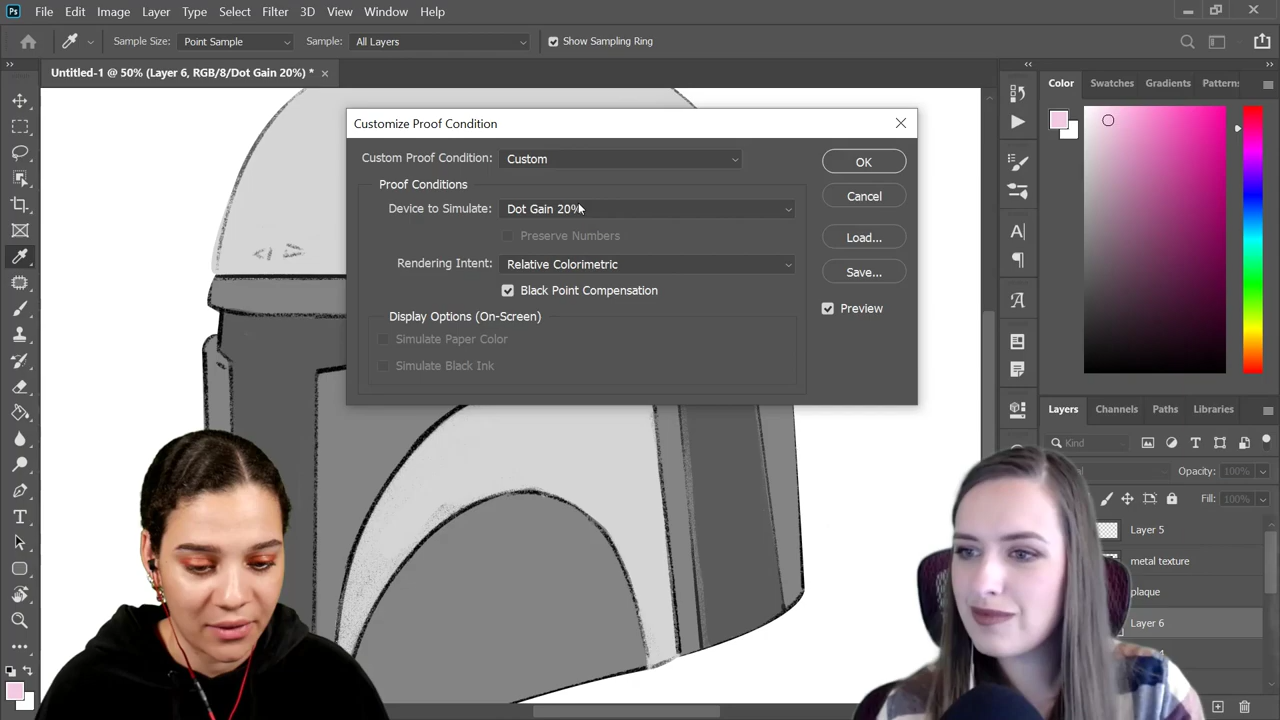 Ps File Edit Image Layer Type Select Filter 3D View Window Help
Sample Size: Point Sample Sample: All Layers Show Sampling Ring
Untitled-1 @ 50% (Layer 6, RGB/8/Dot Gain 20%) * ×
Color Swatches Gradients Patterns
Customize Proof Condition
Custom Proof Condition: Custom
OK
Proof Conditions
Device to Simulate: Dot Gain 20%
Cancel
Preserve Numbers
Load...
Rendering Intent: Relative Colorimetric
Save...
Black Point Compensation
Preview
Display Options (On-Screen)
Simulate Paper Color
Simulate Black Ink
Layers Channels Paths Libraries
Kind
Opacity: 100%
Fill: 100%
Layer 5
metal texture
plaque
Layer 6